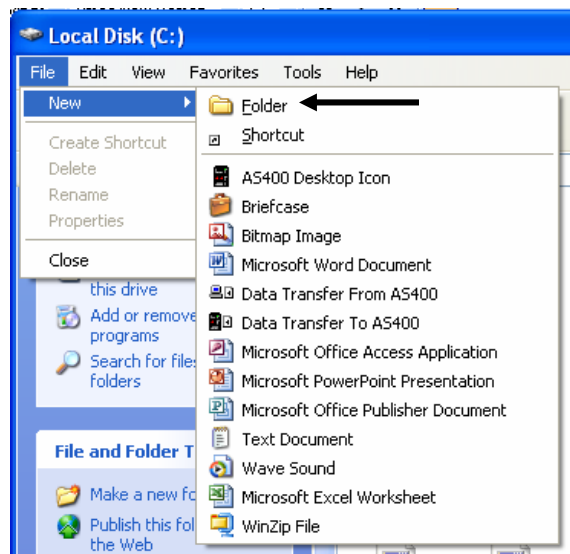 Local Disk (C:)
File Edit View Favorites Tools Help
New
Folder
Shortcut
Create Shortcut
Delete
Rename
Properties
Close
AS400 Desktop Icon
Briefcase
Bitmap Image
Microsoft Word Document
Data Transfer From AS400
Data Transfer To AS400
Microsoft Office Access Application
Microsoft PowerPoint Presentation
Microsoft Office Publisher Document
Text Document
Wave Sound
Microsoft Excel Worksheet
WinZip File
this drive
Add or remove
programs
Search for files
folders
File and Folder T
Make a new fo
Publish this fol
the Web